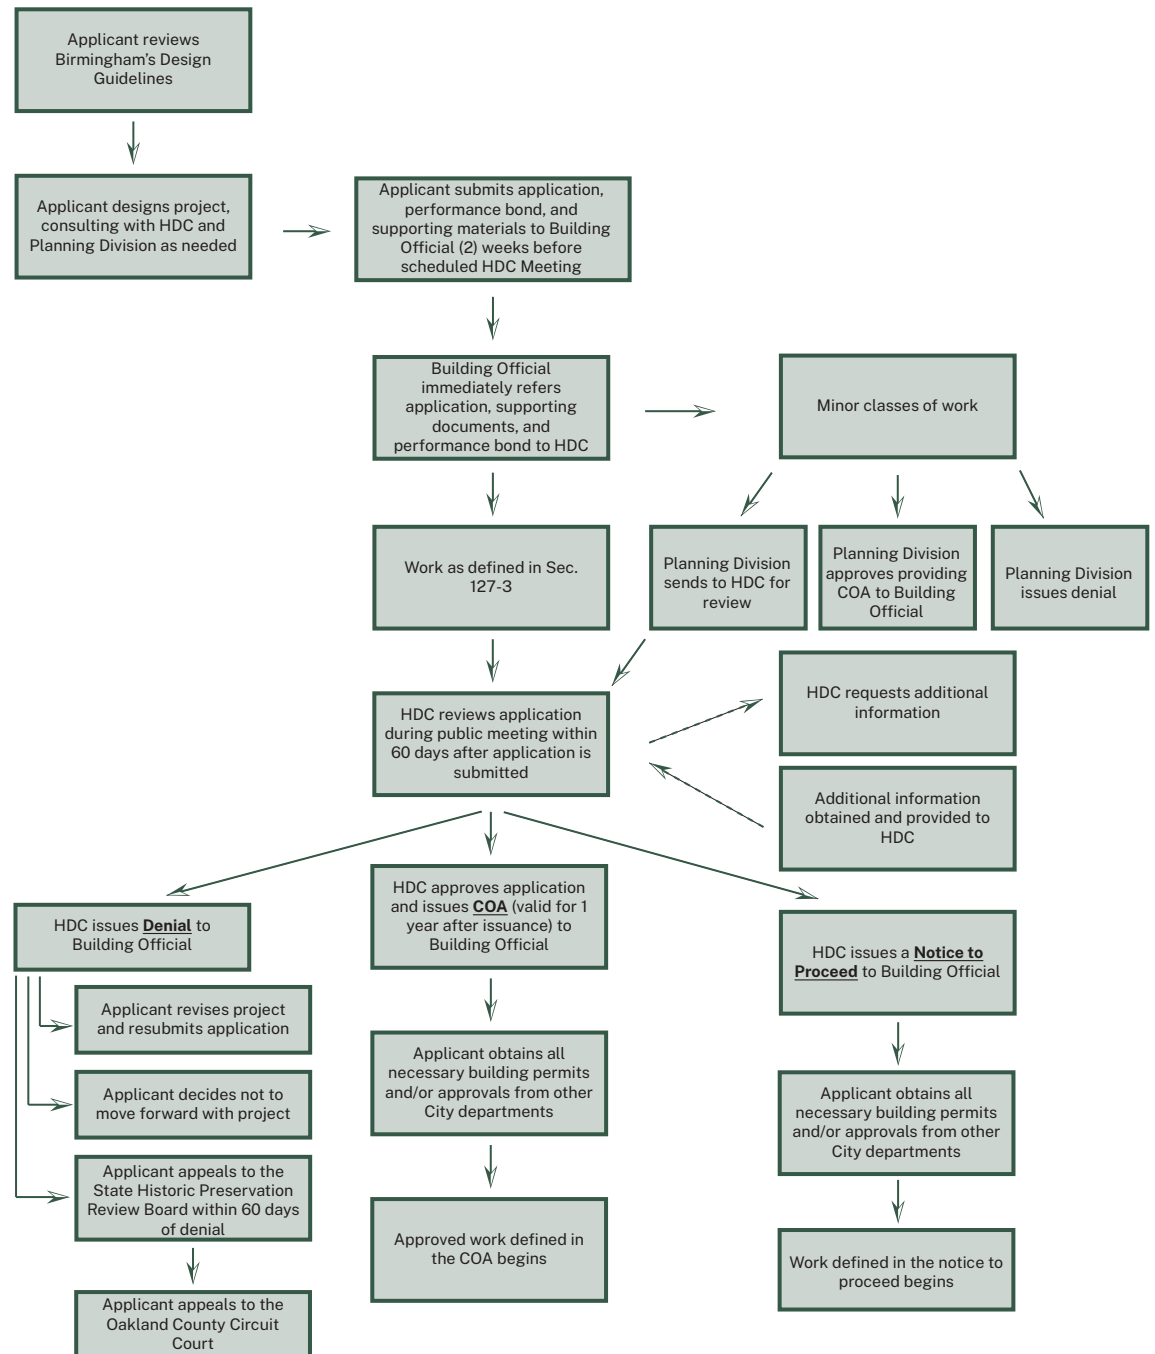 Applicant reviews
Birmingham's Design
Guidelines
Applicant designs project,
consulting with HDC and
Planning Division as needed
Applicant submits application,
performance bond, and
supporting materials to Building
Official (2) weeks before
scheduled HDC Meeting
Building Official
immediately refers
application, supporting
documents, and
performance bond to HDC
Minor classes of work
Work as defined in Sec.
127-3
Planning Division
sends to HDC for
review
Planning Division
approves providing
COA to Building
Official
Planning Division
issues denial
HDC reviews application
during public meeting within
60 days after application is
submitted
HDC requests additional
information
Additional information
obtained and provided to
HDC
HDC issues Denial to
Building Official
Applicant revises project
and resubmits application
Applicant decides not to
move forward with project
Applicant appeals to the
State Historic Preservation
Review Board within 60 days
of denial
Applicant appeals to the
Oakland County Circuit
Court
HDC approves application
and issues COA (valid for 1
year after issuance) to
Building Official
Applicant obtains all
necessary building permits
and/or approvals from other
City departments
Approved work defined in
the COA begins
HDC issues a Notice to
Proceed to Building Official
Applicant obtains all
necessary building permits
and/or approvals from other
City departments
Work defined in the notice to
proceed begins